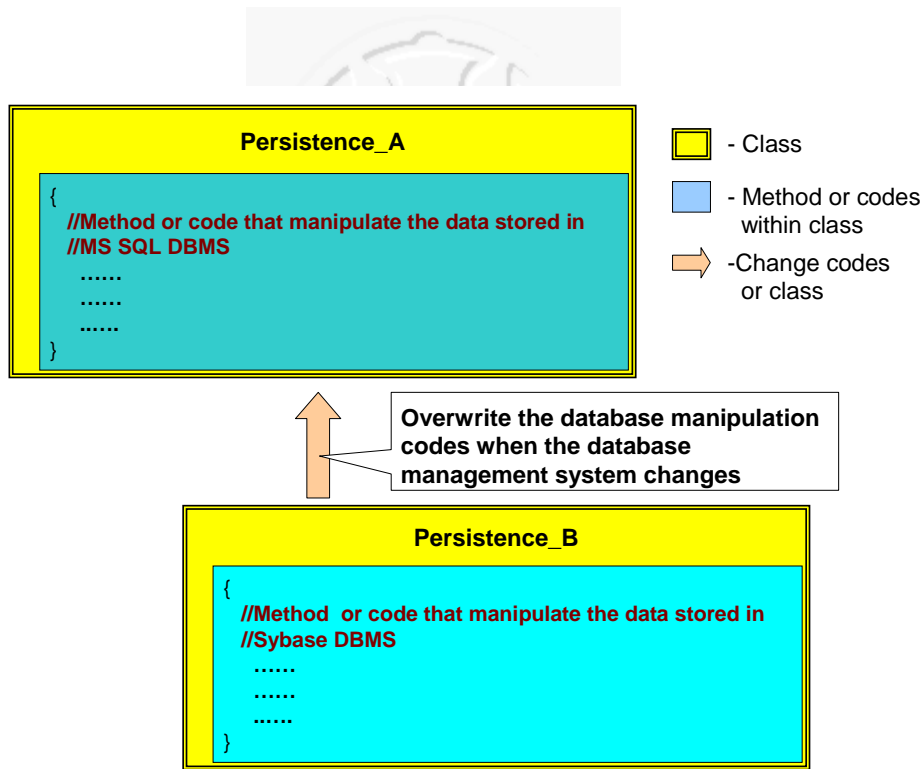 Persistence_A
{
//Method or code that manipulate the data stored in
//MS SQL DBMS
……
……
..….
}
- Class
- Method or codes
within class
-Change codes
or class
Overwrite the database manipulation
codes when the database
management system changes
Persistence_B
{
//Method or code that manipulate the data stored in
//Sybase DBMS
……
……
..….
}